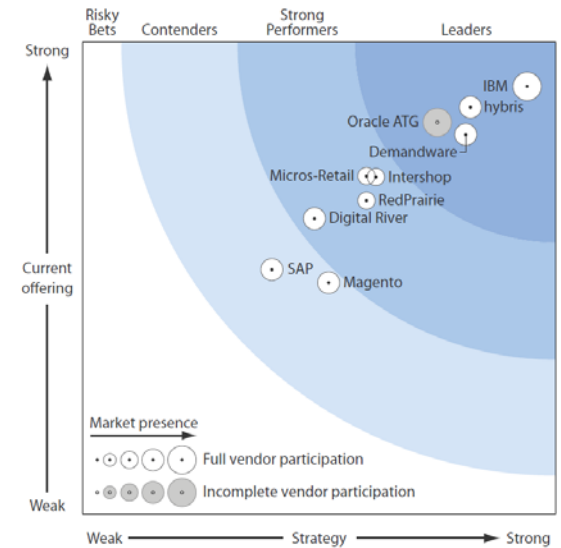 Risky
Bets
Contenders
Strong
Performers
Leaders
Strong
IBM
hybris
Oracle ATG
Demandware
Micros-Retail
Intershop
RedPrairie
Digital River
SAP
Magento
Current
offering
Market presence
Full vendor participation
Incomplete vendor participation
Weak
Weak
Strategy
Strong